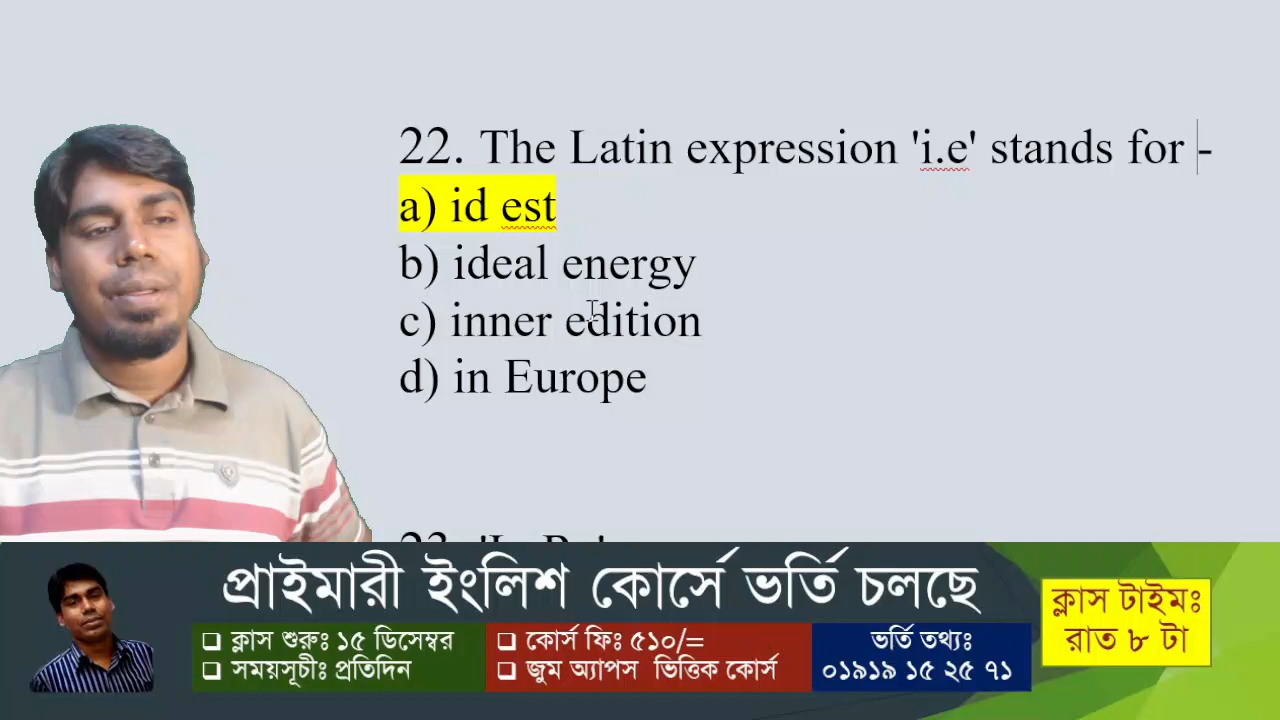 22. The Latin expression 'i.e' stands for -
a) id est
b) ideal energy
c) inner edition
d) in Europe
প্রাইমারী ইংলিশ কোর্সে ভর্তি চলছে
ক্লাস শুরুঃ ১৫ ডিসেম্বর
সময়সূচীঃ প্রতিদিন
কোর্স ফিঃ ৫১০/=
জুম অ্যাপস ভিত্তিক কোর্স
ভর্তি তথ্যঃ
০১৯১৯ ১৫ ২৫ ৭১
ক্লাস টাইমঃ
রাত ৮ টা